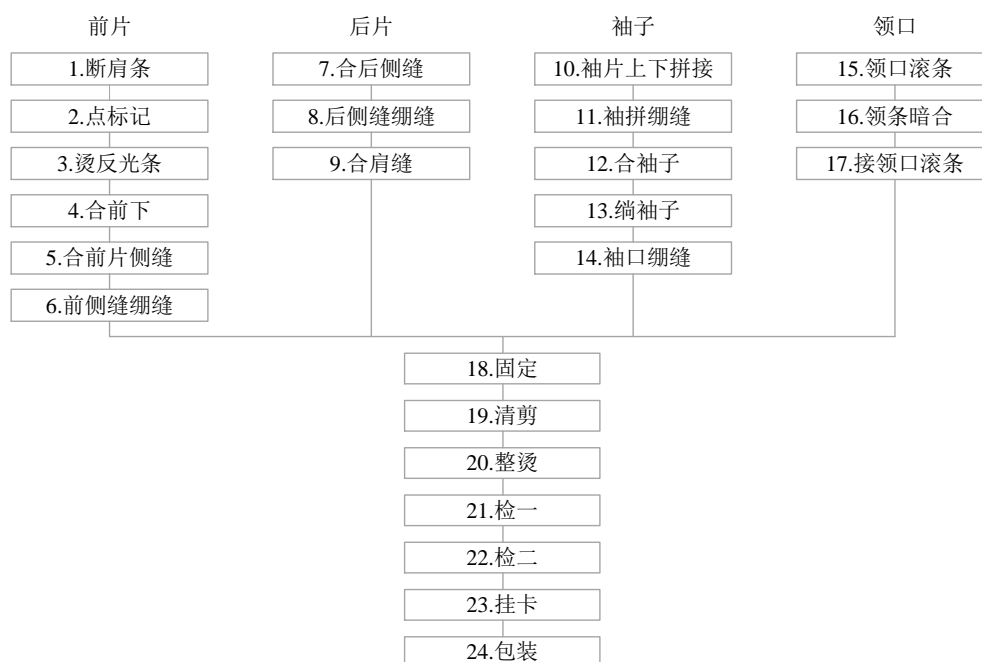 前片
1.断肩条
2.点标记
3.烫反光条
4.合前下
5.合前片侧缝
6.前侧缝绷缝
后片
7.合后侧缝
8.后侧缝绷缝
9.合肩缝
袖子
10.袖片上下拼接
11.袖拼绷缝
12.合袖子
13.绱袖子
14.袖口绷缝
领口
15.领口滚条
16.领条暗合
17.接领口滚条
18.固定
19.清剪
20.整烫
21.检一
22.检二
23.挂卡
24.包装